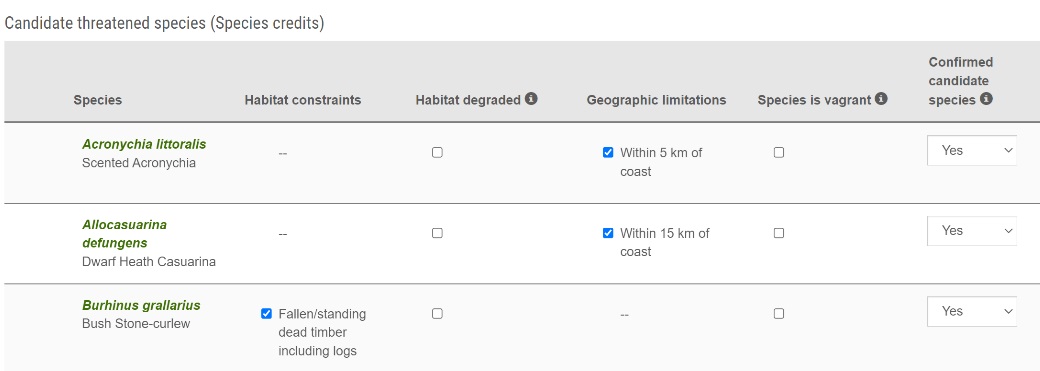 Candidate threatened species (Species credits)
Species Habitat constraints Habitat degraded Geographic limitations Species is vagrant Confirmed
candidate
species
Acronychia littoralis
Scented Acronychia
--
Within 5 km of
coast
Yes
Allocasuarina
defungens
Dwarf Heath Casuarina
--
Within 15 km of
coast
Yes
Burhinus grallarius
Bush Stone-curlew
Fallen/standing
dead timber
including logs
--
Yes